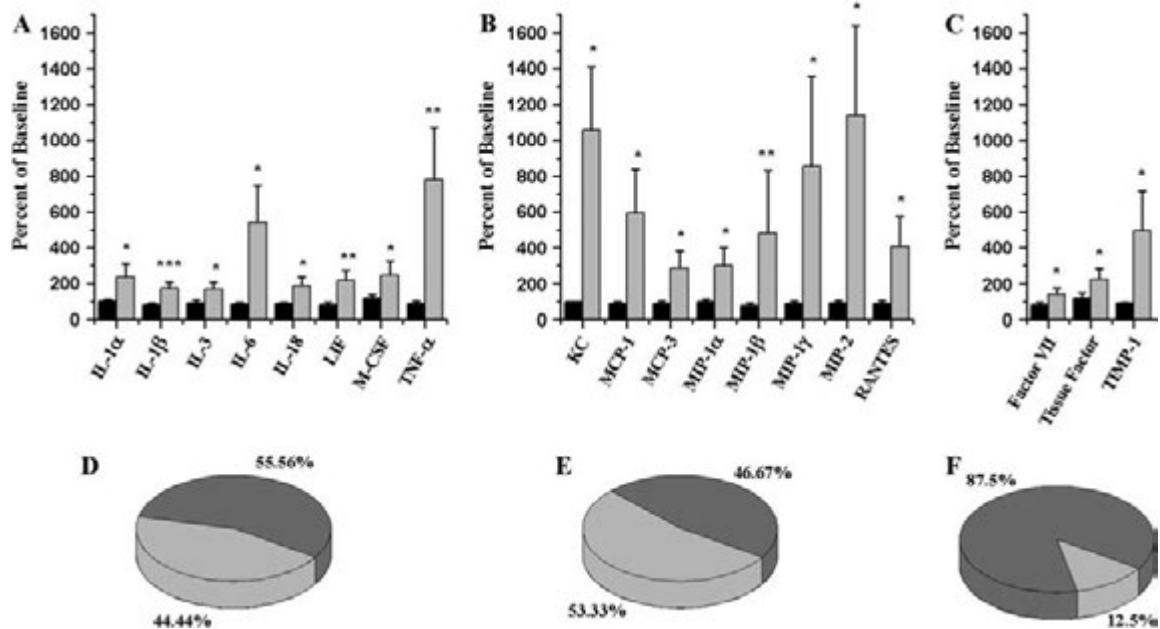 A
Percent of Baseline
1600
1400
1200
1000
800
600
400
200
0
* *** * * * ** * **
IL-1α IL-1β IL-3 IL-6 IL-18 LIF M-CSF TNF-α
B
Percent of Baseline
1600
1400
1200
1000
800
600
400
200
0
* * * * ** * * *
KC MCP-1 MCP-3 MIP-1α MIP-1β MIP-1γ MIP-2 RANTES
C
Percent of Baseline
1600
1400
1200
1000
800
600
400
200
0
* * *
Factor VII Tissue Factor TIMP-1
D
55.56%
44.44%
E
46.67%
53.33%
F
87.5%
12.5%